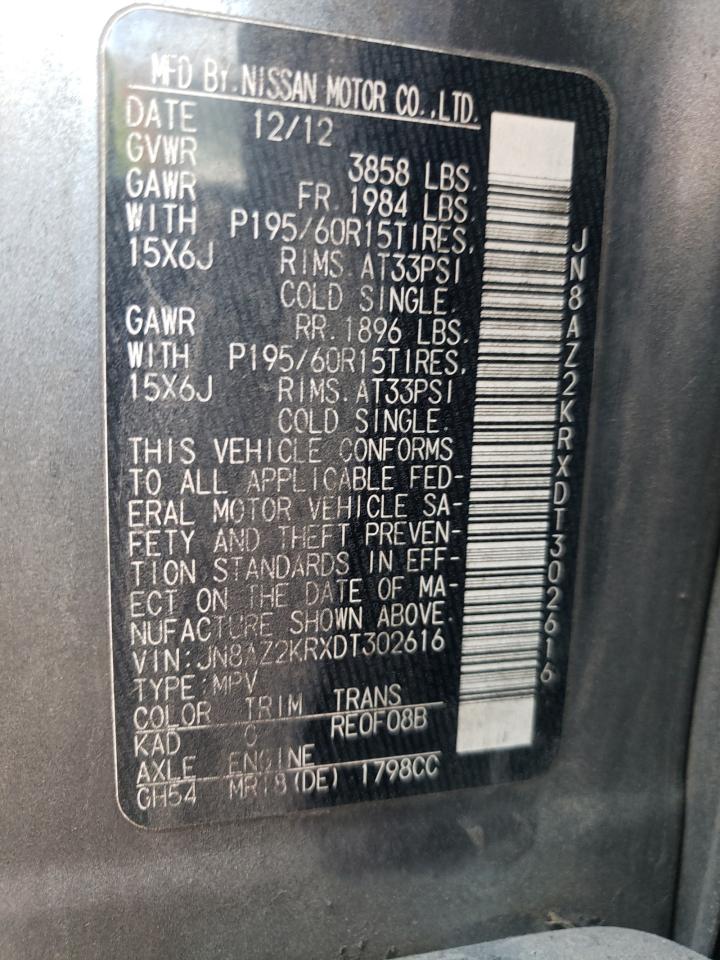 MFD BY.NISSAN MOTOR CO.,LTD.
DATE 12/12
GVWR 3858 LBS.
GAWR FR. 1984 LBS.
WITH P195/60R15TIRES,
15X6J RIMS AT33PSI
COLD SINGLE.
GAWR RR. 1896 LBS.
WITH P195/60R15TIRES,
15X6J RIMS AT33PSI
COLD SINGLE.
THIS VEHICLE CONFORMS
TO ALL APPLICABLE FED-
ERAL MOTOR VEHICLE SA-
FETY AND THEFT PREVEN-
TION STANDARDS IN EFF-
ECT ON THE DATE OF MA-
NUFACTURE SHOWN ABOVE.
VIN:JN8AZ2KRXDT302616
TYPE:MPV
COLOR TRIM TRANS
KAD RE0F08B
AXLE ENGINE
GH54 MR18(DE) 1798CC
JN8AZ2KRXDT302616